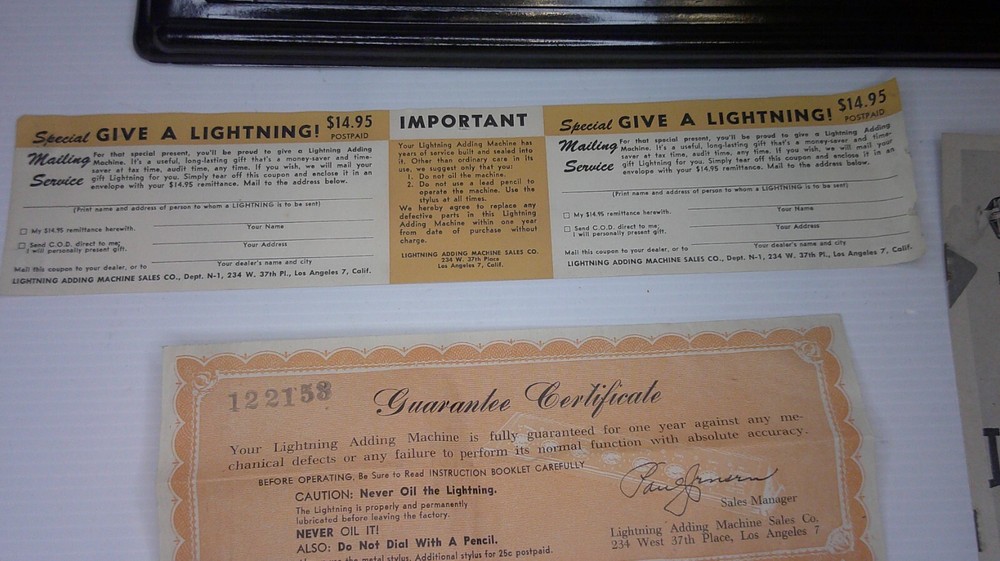 Special GIVE A LIGHTNING! $14.95
POSTPAID
Mailing Service
For that special present, you'll be proud to give a Lightning Adding
Machine. It's a useful, long-lasting gift that's a money-saver and time-
saver at tax time, audit time, any time. If you wish, we will mail your
gift Lightning for you. Simply tear off this coupon and enclose it in an
envelope with your $14.95 remittance. Mail to the address below.
(Print name and address of person to whom a LIGHTNING is to be sent)
My $14.95 remittance herewith.
Your Name
Send C.O.D. direct to me;
I will personally present gift.
Your Address
Mail this coupon to your dealer, or to
Your dealer's name and city
LIGHTNING ADDING MACHINE SALES CO., Dept. N-1, 234 W. 37th Pl., Los Angeles 7, Calif.
IMPORTANT
Your Lightning Adding Machine has
years of service built and sealed into
it. Other than ordinary care in its
use, we suggest only that you:
1. Do not oil the machine.
2. Do not use a lead pencil to
operate the machine. Use the
stylus at all times.
We hereby agree to replace any
defective parts in this Lightning
Adding Machine within one year
from date of purchase without
charge.
LIGHTNING ADDING MACHINE SALES CO.
234 W. 37th Place
Los Angeles 7, Calif.
Special GIVE A LIGHTNING! $14.95
POSTPAID
Mailing Service
For that special present, you'll be proud to give a Lightning Adding
Machine. It's a useful, long-lasting gift that's a money-saver and time-
saver at tax time, audit time, any time. If you wish, we will mail your
gift Lightning for you. Simply tear off this coupon and enclose it in an
envelope with your $14.95 remittance. Mail to the address below.
(Print name and address of person to whom a LIGHTNING is to be sent)
My $14.95 remittance herewith.
Your Name
Send C.O.D. direct to me;
I will personally present gift.
Your Address
Mail this coupon to your dealer, or to
Your dealer's name and city
LIGHTNING ADDING MACHINE SALES CO., Dept. N-1, 234 W. 37th Pl., Los Angeles 7, Calif.
122153
Guarantee Certificate
Your Lightning Adding Machine is fully guaranteed for one year against any me-
chanical defects or any failure to perform its normal function with absolute accuracy.
BEFORE OPERATING, Be Sure to Read INSTRUCTION BOOKLET CAREFULLY
CAUTION: Never Oil the Lightning.
The Lightning is properly and permanently
lubricated before leaving the factory.
NEVER OIL IT!
ALSO: Do Not Dial With A Pencil.
the metal stylus. Additional stylus for 25c postpaid.
Sales Manager
Lightning Adding Machine Sales Co.
234 West 37th Place, Los Angeles 7